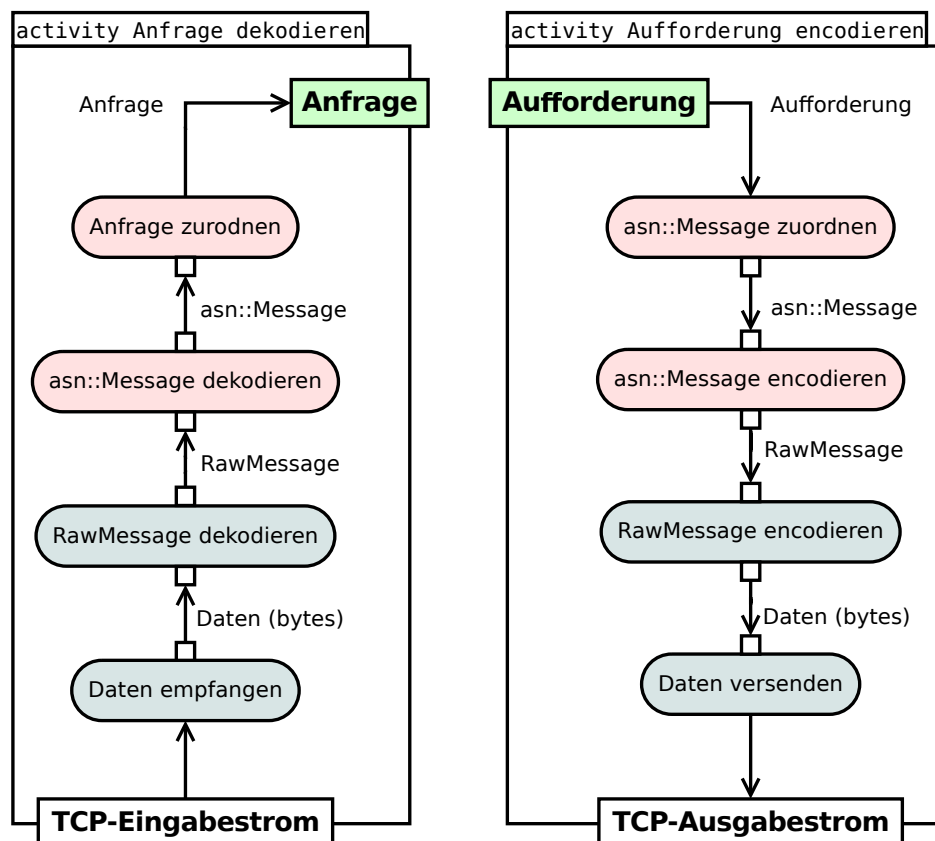 activity Anfrage dekodieren
Anfrage
Anfrage
Anfrage zurodnen
asn::Message
asn::Message dekodieren
RawMessage
RawMessage dekodieren
Daten (bytes)
Daten empfangen
TCP-Eingabestrom
activity Aufforderung encodieren
Aufforderung
Aufforderung
asn::Message zuordnen
asn::Message
asn::Message encodieren
RawMessage
RawMessage encodieren
Daten (bytes)
Daten versenden
TCP-Ausgabestrom